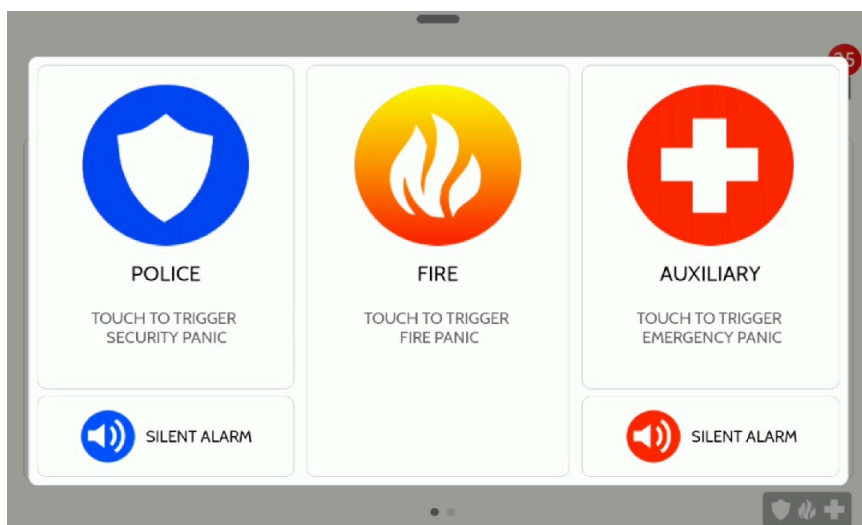 POLICE
TOUCH TO TRIGGER
SECURITY PANIC
SILENT ALARM
FIRE
TOUCH TO TRIGGER
FIRE PANIC
AUXILIARY
TOUCH TO TRIGGER
EMERGENCY PANIC
SILENT ALARM